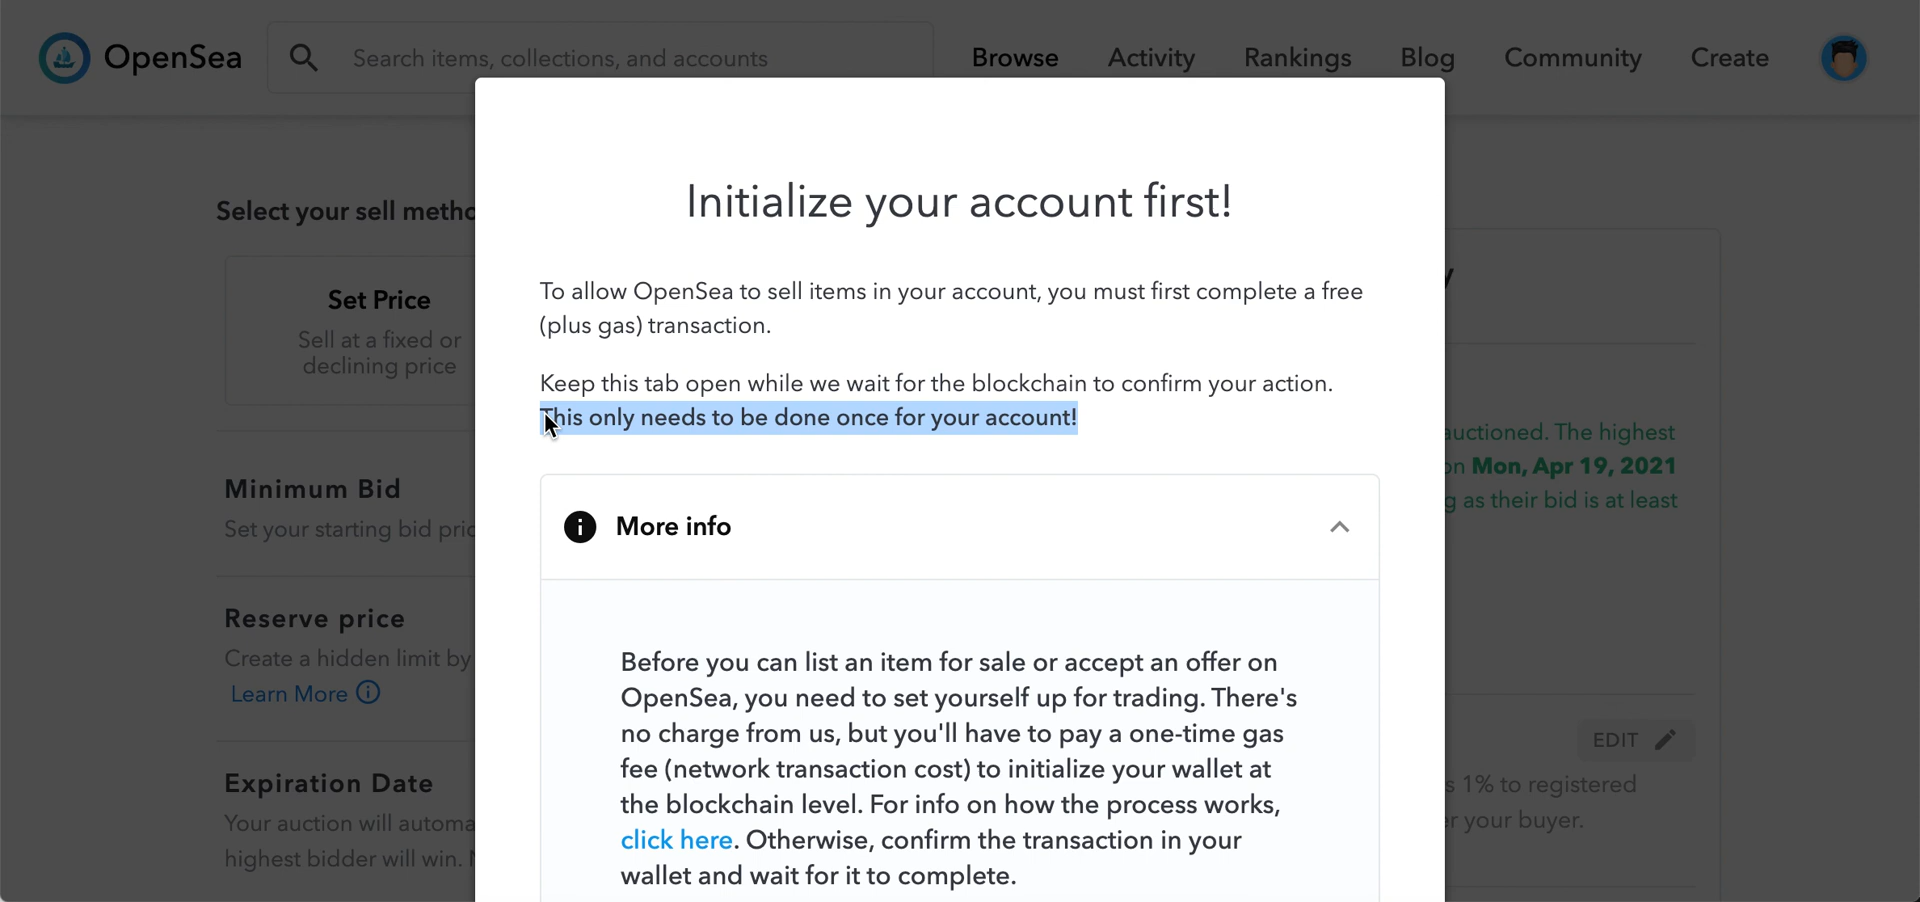 OpenSea
Search items, collections, and accounts
Browse
Activity
Rankings
Blog
Community
Create
Select your sell metho
Set Price
Sell at a fixed or
declining price
Minimum Bid
Set your starting bid pric
Reserve price
Create a hidden limit by
Learn More
Expiration Date
Your auction will automa
highest bidder will win.
Initialize your account first!
To allow OpenSea to sell items in your account, you must first complete a free
(plus gas) transaction.
Keep this tab open while we wait for the blockchain to confirm your action.
This only needs to be done once for your account!
More info
Before you can list an item for sale or accept an offer on
OpenSea, you need to set yourself up for trading. There's
no charge from us, but you'll have to pay a one-time gas
fee (network transaction cost) to initialize your wallet at
the blockchain level. For info on how the process works,
click here. Otherwise, confirm the transaction in your
wallet and wait for it to complete.
auctioned. The highest
on Mon, Apr 19, 2021
g as their bid is at least
EDIT
s 1% to registered
er your buyer.